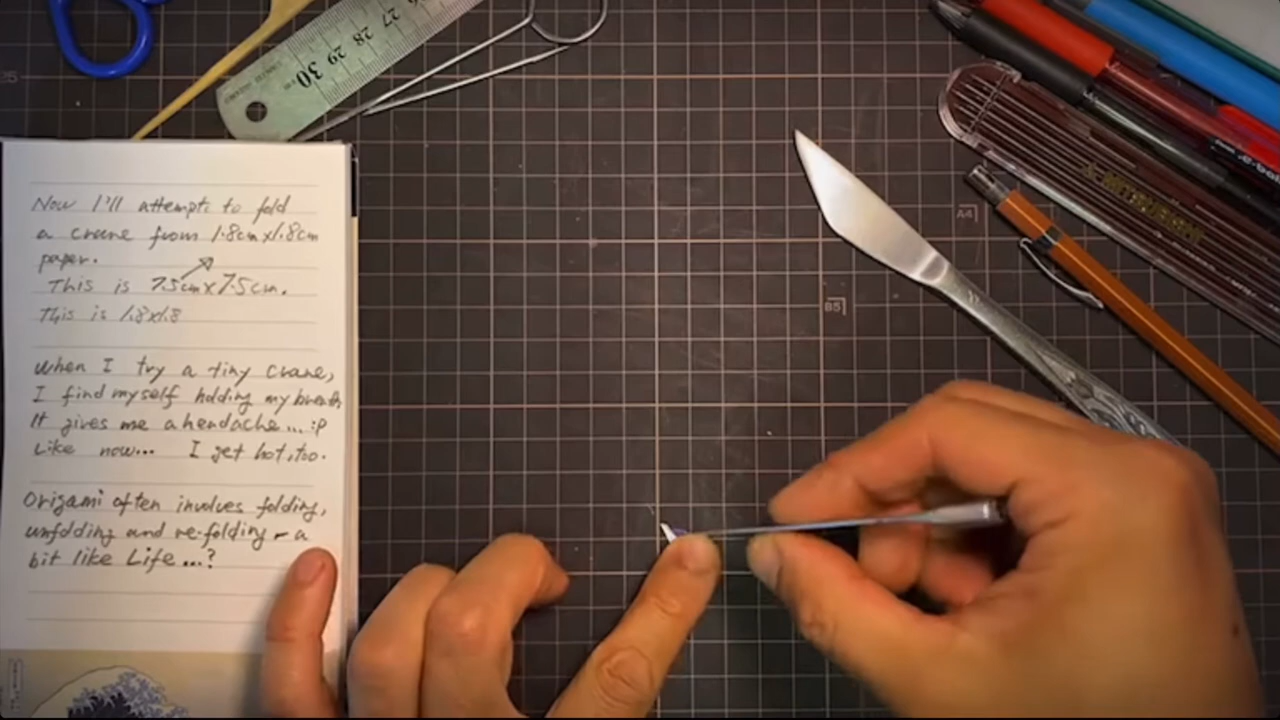 26 27 28 29 30
A4
B5
MITSUBISHI
Now I'll attempt to fold
a crane from 1.8cm x 1.8cm
paper.
This is 7.5cm x 7.5cm.
This is 1.8x1.8
When I try a tiny crane,
I find myself holding my breath,
It gives me a headache... :p
Like now... I get hot, too.
Origami often involves folding,
unfolding and re-folding - a
bit like Life...?